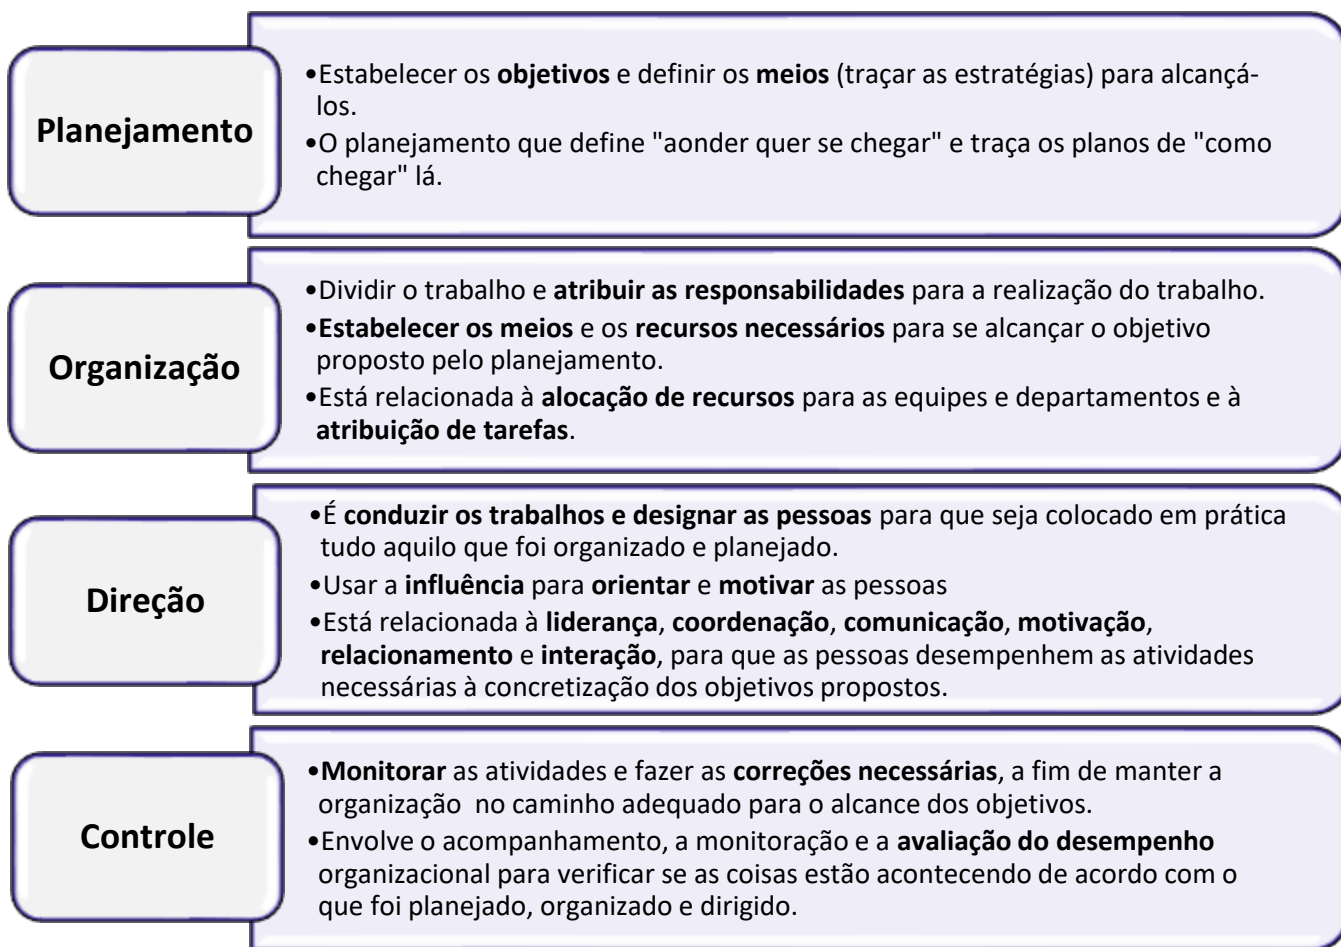 Planejamento
•Estabelecer os objetivos e definir os meios (traçar as estratégias) para alcançá-
los.
•O planejamento que define "aonder quer se chegar" e traça os planos de "como
chegar" lá.
Organização
•Dividir o trabalho e atribuir as responsabilidades para a realização do trabalho.
•Estabelecer os meios e os recursos necessários para se alcançar o objetivo
proposto pelo planejamento.
•Está relacionada à alocação de recursos para as equipes e departamentos e à
atribuição de tarefas.
Direção
•É conduzir os trabalhos e designar as pessoas para que seja colocado em prática
tudo aquilo que foi organizado e planejado.
•Usar a influência para orientar e motivar as pessoas
•Está relacionada à liderança, coordenação, comunicação, motivação,
relacionamento e interação, para que as pessoas desempenhem as atividades
necessárias à concretização dos objetivos propostos.
Controle
•Monitorar as atividades e fazer as correções necessárias, a fim de manter a
organização no caminho adequado para o alcance dos objetivos.
•Envolve o acompanhamento, a monitoração e a avaliação do desempenho
organizacional para verificar se as coisas estão acontecendo de acordo com o
que foi planejado, organizado e dirigido.